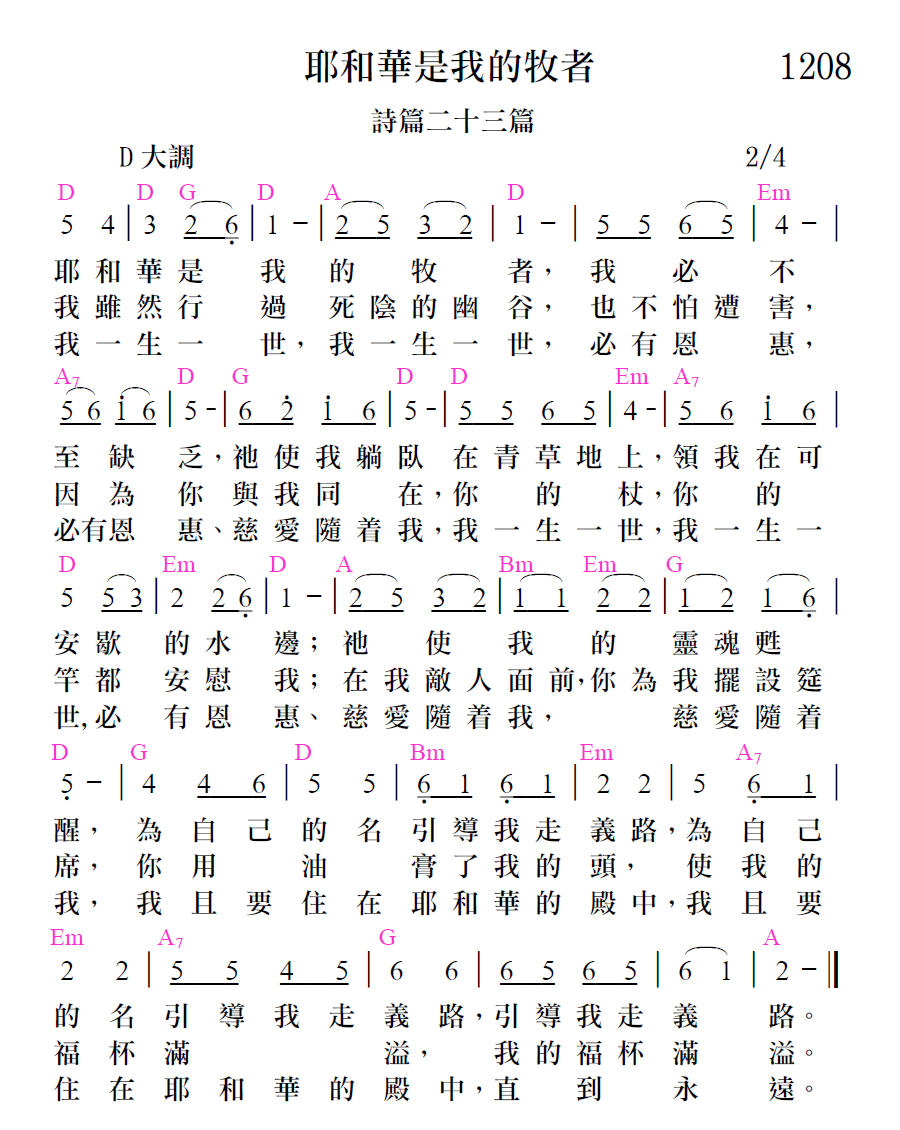 耶和華是我的牧者 1208
詩篇二十三篇
D 大調 2/4
D D G D A D Em
5 4 | 3 2 6 | 1 - | 2 5 3 2 | 1 - | 5 5 6 5 | 4 - |
耶和華是 我 的 牧 者，我 必 不
我雖然行 過 死陰的幽 谷，也不怕遭 害，
我一生一 世，我一生一 世，必有恩 惠，
A7 D G D D Em A7
5 6 i 6 | 5 - | 6 2̇ i 6 | 5 - | 5 5 6 5 | 4 - | 5 6 i 6 |
至 缺 乏，祂使我躺臥 在青草地上，領我在可
因 為 你 與我同 在，你 的 杖，你 的
必有恩 惠、慈愛隨着我，我一生一世，我一生一
D Em D A Bm Em G
5 5 3 | 2 2 6 | 1 - | 2 5 3 2 | 1 1 2 2 | 1 2 1 6 |
安 歇 的水 邊；祂 使 我 的 靈魂甦
竿 都 安慰 我；在我敵人面前，你為我擺設筵
世，必 有恩 惠、慈愛隨着我， 慈愛隨着
D G D Bm Em A7
5 - | 4 4 6 | 5 5 | 6 1 6 1 | 2 2 | 5 6 1 |
醒，為自己的名引導我走義路，為自己
席，你用 油 膏了我的頭， 使我的
我，我且要住在耶和華的殿中，我且要
Em A7 G A
2 2 | 5 5 4 5 | 6 6 | 6 5 6 5 | 6 1 | 2 - ‖
的名引導我走義路，引導我走義 路。
福杯滿 溢， 我的福杯滿 溢。
住在耶和華的殿中，直 到 永 遠。